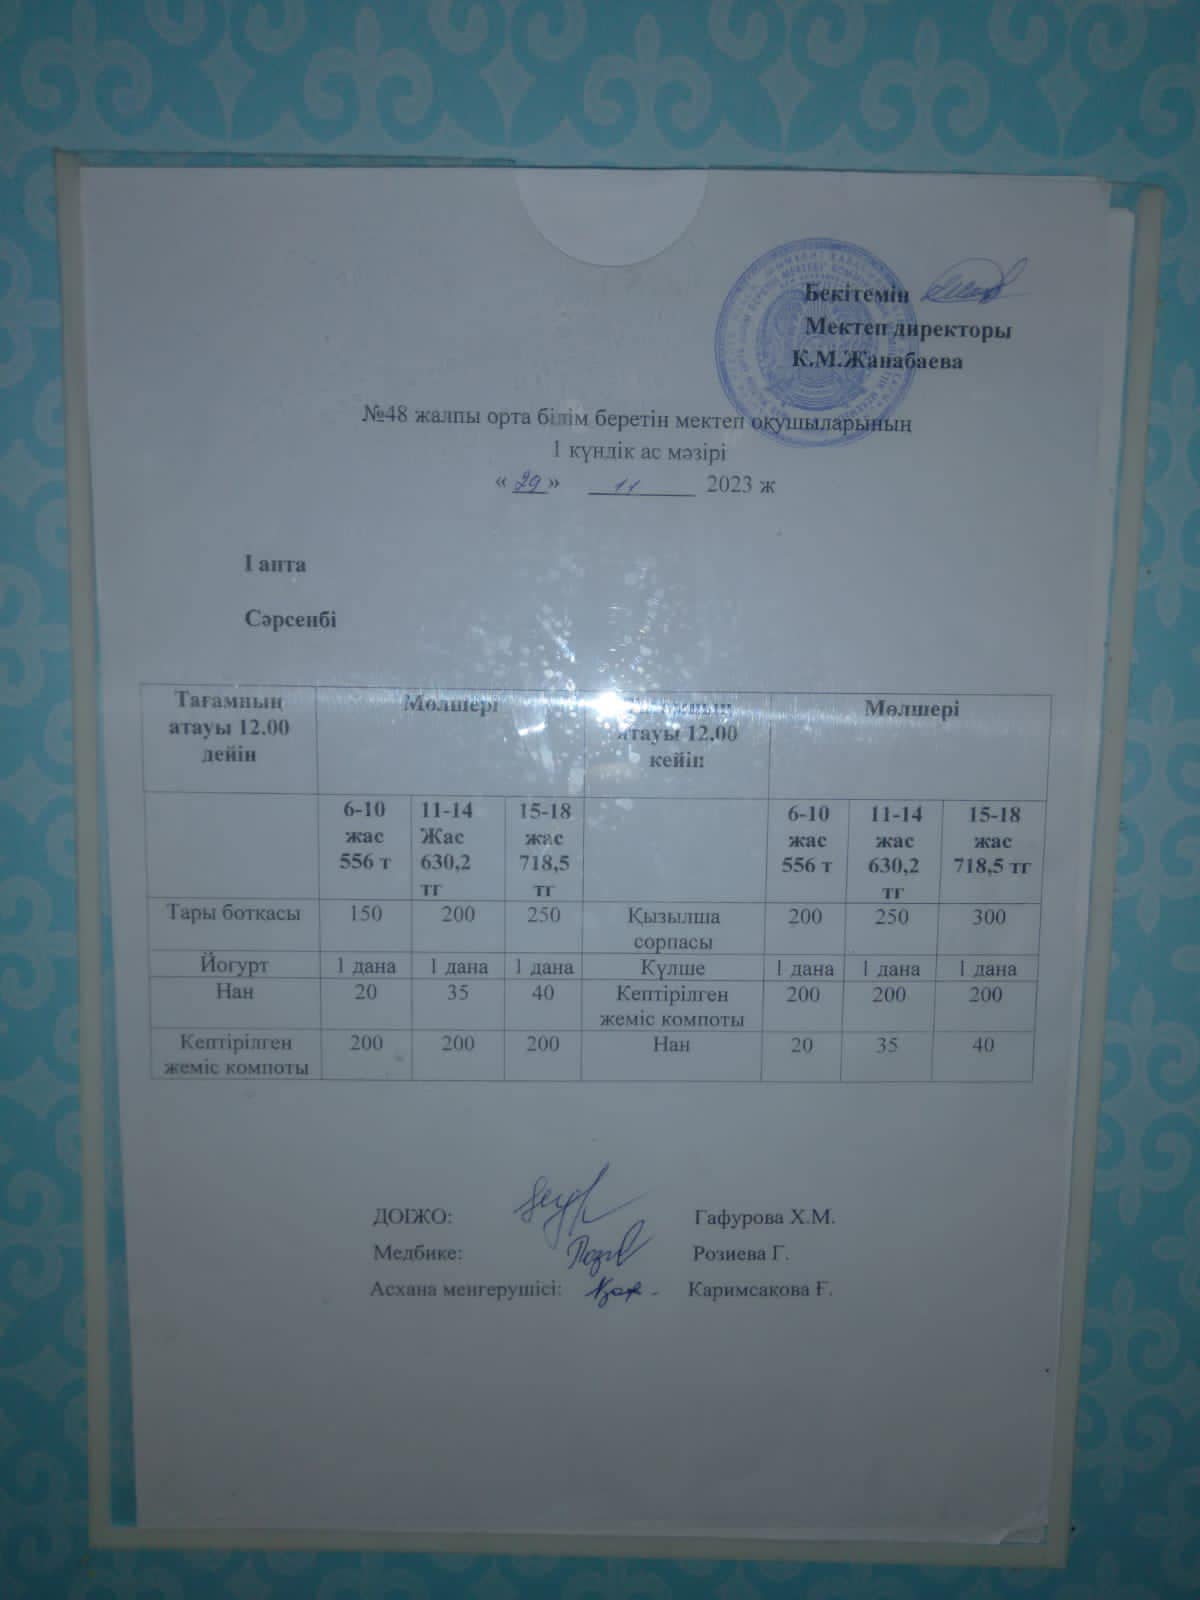 Бекітемін
Мектеп директоры
К.М.Жанабаева
№48 жалпы орта білім беретін мектеп оқушыларының
1 күндік ас мәзірі
« 29 » 11 2023 ж
I апта
Сәрсенбі
Тағамның атауы 12.00 дейін Мөлшері атауы 12.00 кейін Мөлшері
6-10 жас 556 т 11-14 Жас 630,2 тг 15-18 жас 718,5 тг 6-10 жас 556 т 11-14 жас 630,2 тг 15-18 жас 718,5 тг
Тары боткасы 150 200 250 Қызылша сорпасы 200 250 300
Йогурт 1 дана 1 дана 1 дана Күлше 1 дана 1 дана 1 дана
Нан 20 35 40 Кептірілген жеміс компоты 200 200 200
Кептірілген жеміс компоты 200 200 200 Нан 20 35 40
ДОІЖО: Гафурова Х.М.
Медбике: Розиева Г.
Асхана менгерушісі: Каримсакова Ғ.